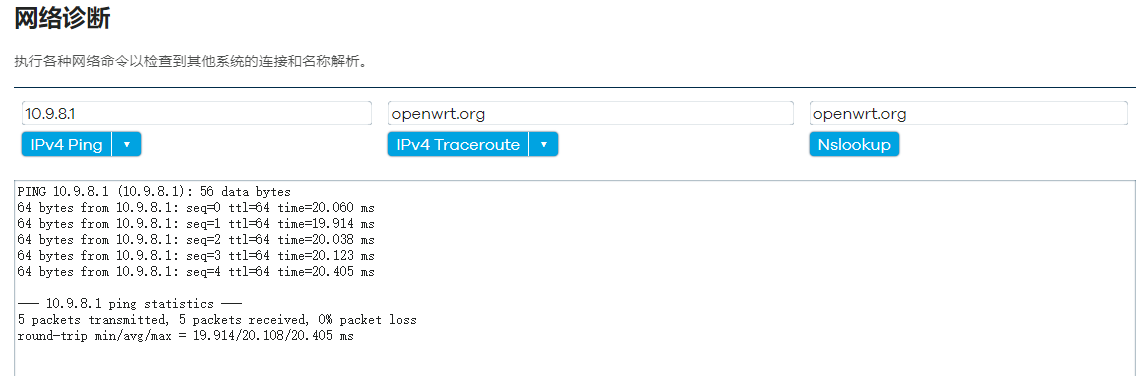 网络诊断
执行各种网络命令以检查到其他系统的连接和名称解析。
10.9.8.1
openwrt.org
openwrt.org
IPv4 Ping
IPv4 Traceroute
Nslookup
PING 10.9.8.1 (10.9.8.1): 56 data bytes
64 bytes from 10.9.8.1: seq=0 ttl=64 time=20.060 ms
64 bytes from 10.9.8.1: seq=1 ttl=64 time=19.914 ms
64 bytes from 10.9.8.1: seq=2 ttl=64 time=20.038 ms
64 bytes from 10.9.8.1: seq=3 ttl=64 time=20.123 ms
64 bytes from 10.9.8.1: seq=4 ttl=64 time=20.405 ms
--- 10.9.8.1 ping statistics ---
5 packets transmitted, 5 packets received, 0% packet loss
round-trip min/avg/max = 19.914/20.108/20.405 ms